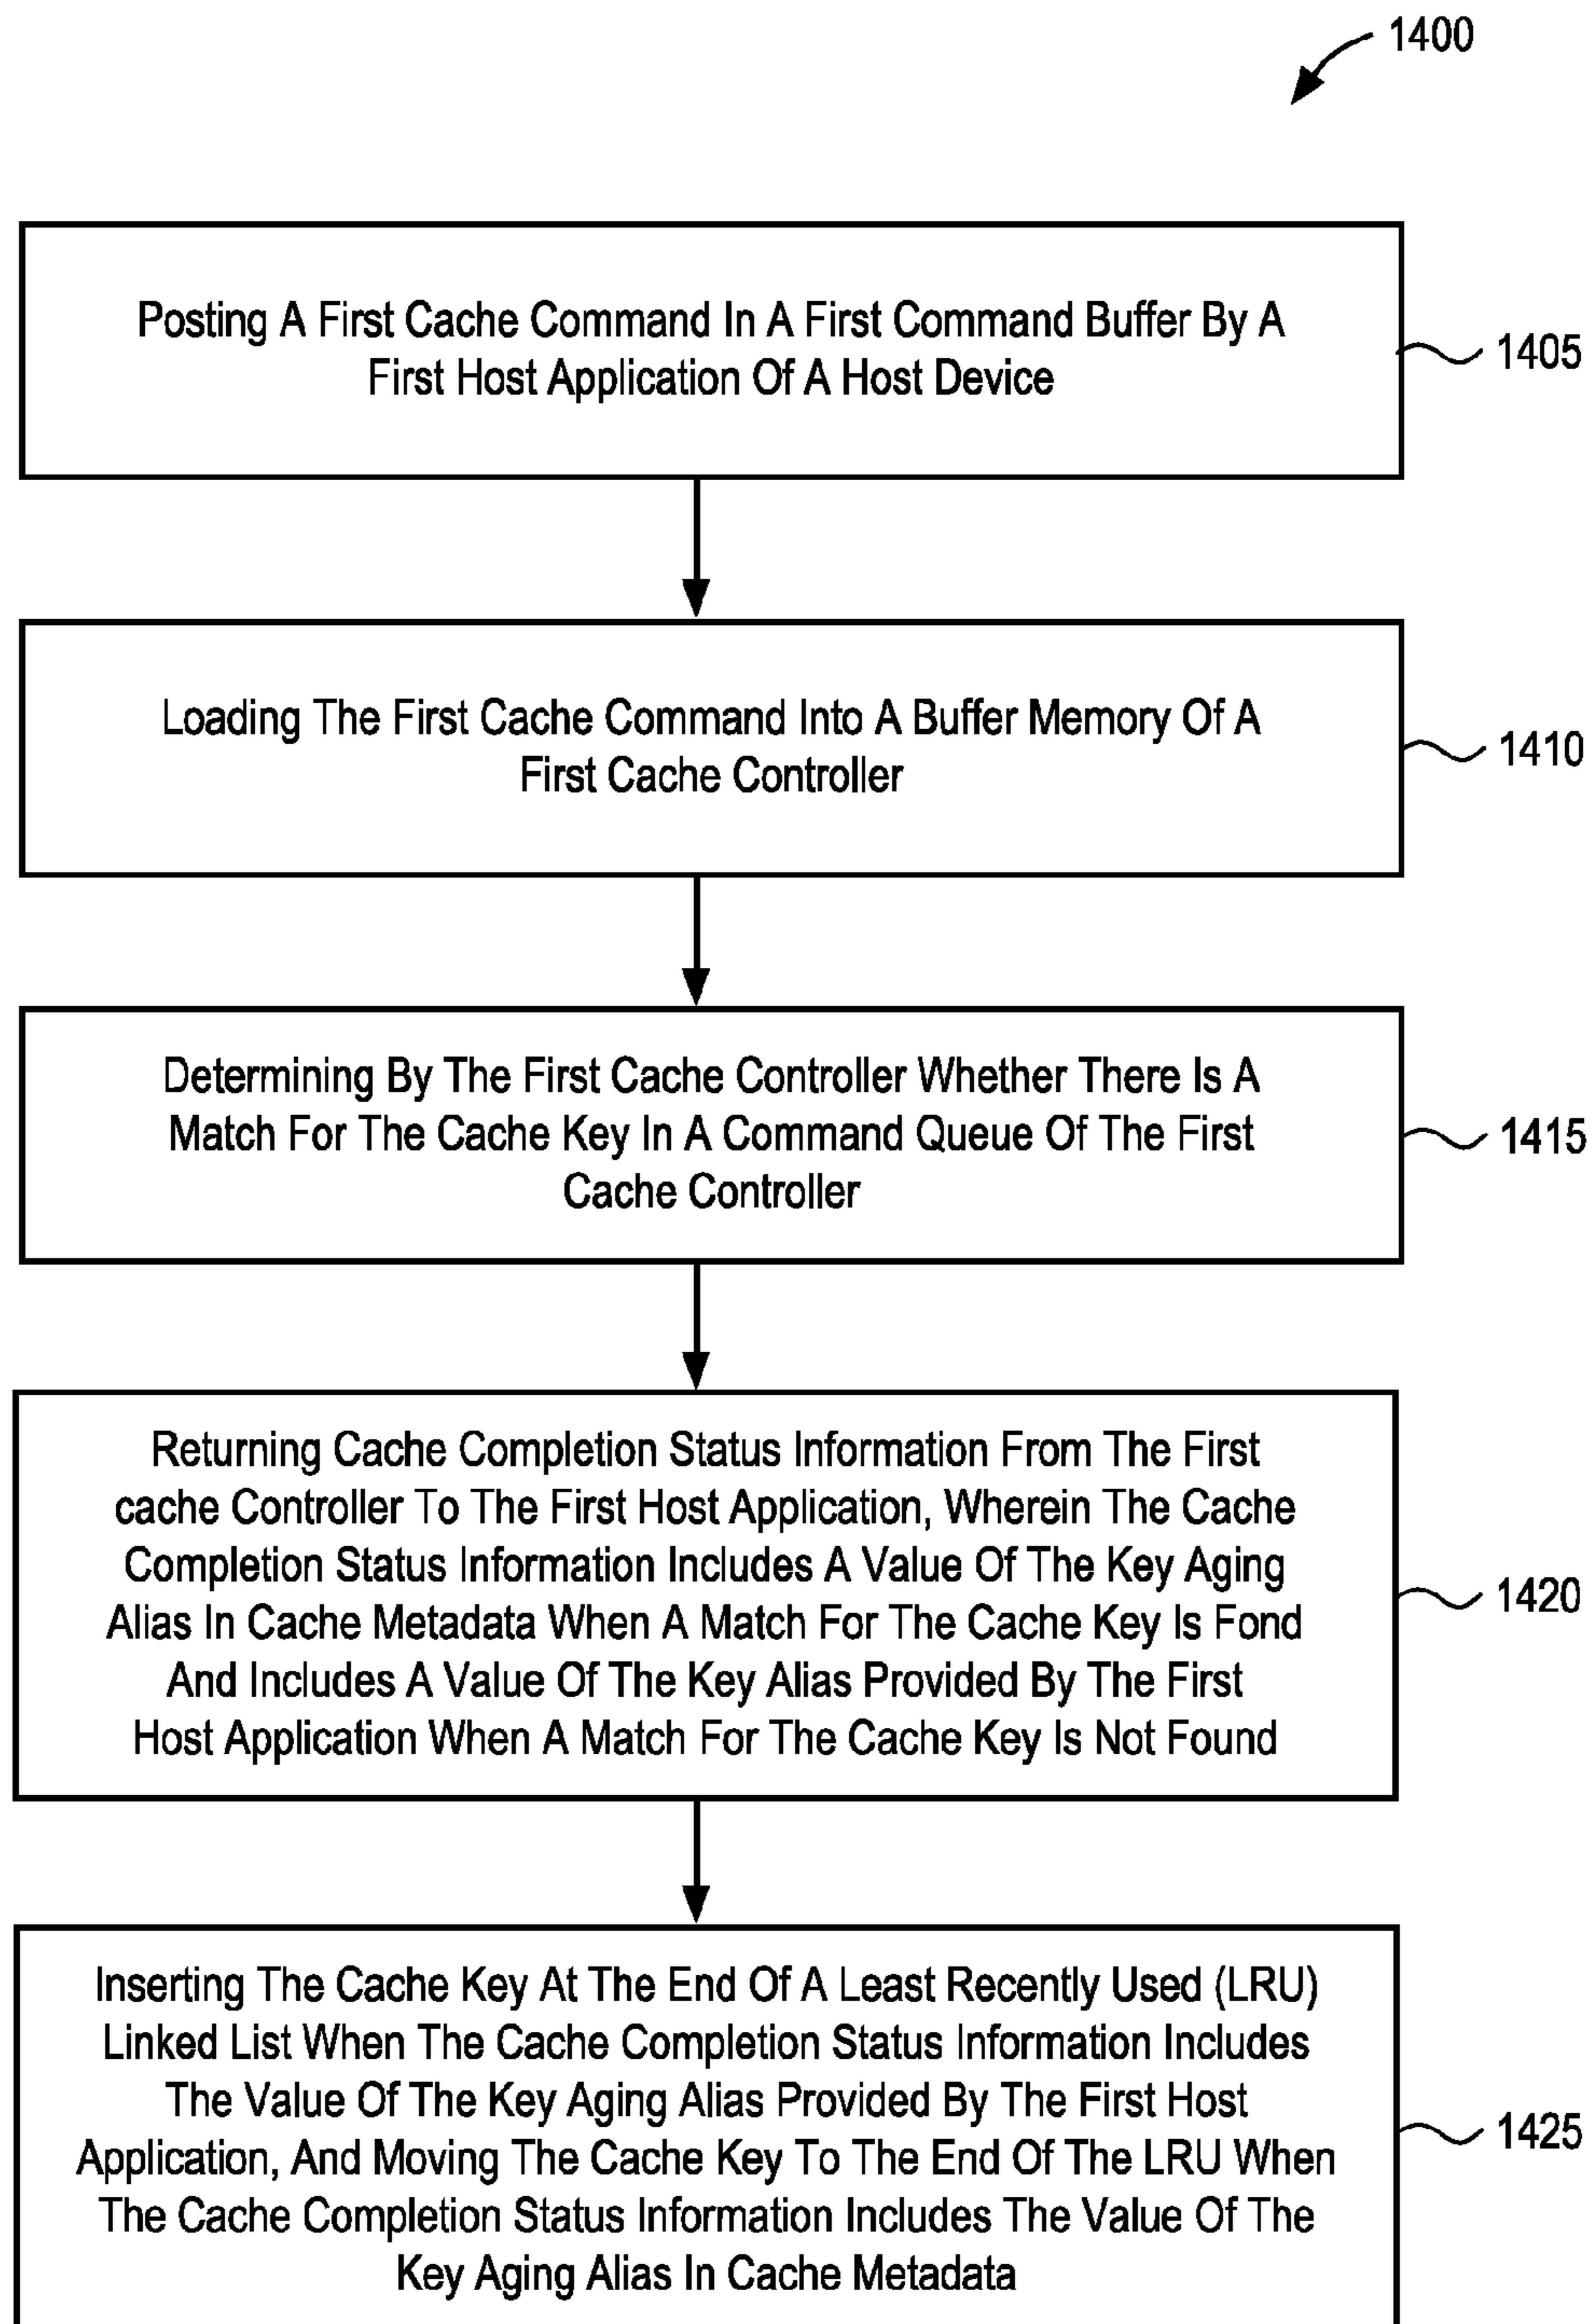 1400
Posting A First Cache Command In A First Command Buffer By A
First Host Application Of A Host Device
1405
Loading The First Cache Command Into A Buffer Memory Of A
First Cache Controller
1410
Determining By The First Cache Controller Whether There Is A
Match For The Cache Key In A Command Queue Of The First
Cache Controller
1415
Returning Cache Completion Status Information From The First
cache Controller To The First Host Application, Wherein The Cache
Completion Status Information Includes A Value Of The Key Aging
Alias In Cache Metadata When A Match For The Cache Key Is Fond
And Includes A Value Of The Key Alias Provided By The First
Host Application When A Match For The Cache Key Is Not Found
1420
Inserting The Cache Key At The End Of A Least Recently Used (LRU)
Linked List When The Cache Completion Status Information Includes
The Value Of The Key Aging Alias Provided By The First Host
Application, And Moving The Cache Key To The End Of The LRU When
The Cache Completion Status Information Includes The Value Of The
Key Aging Alias In Cache Metadata
1425